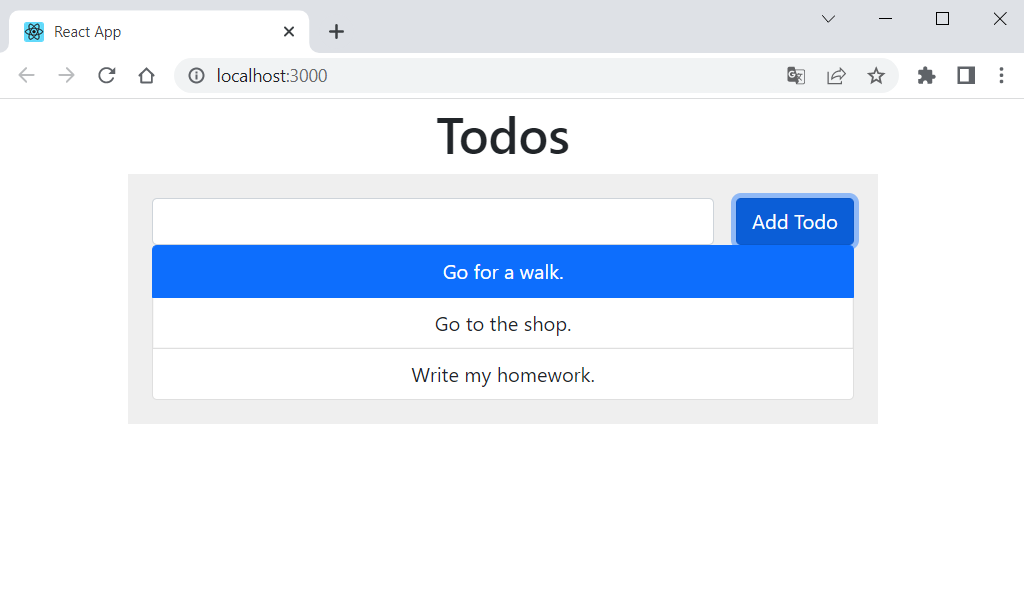 React App
localhost:3000
Todos
Add Todo
Go for a walk.
Go to the shop.
Write my homework.